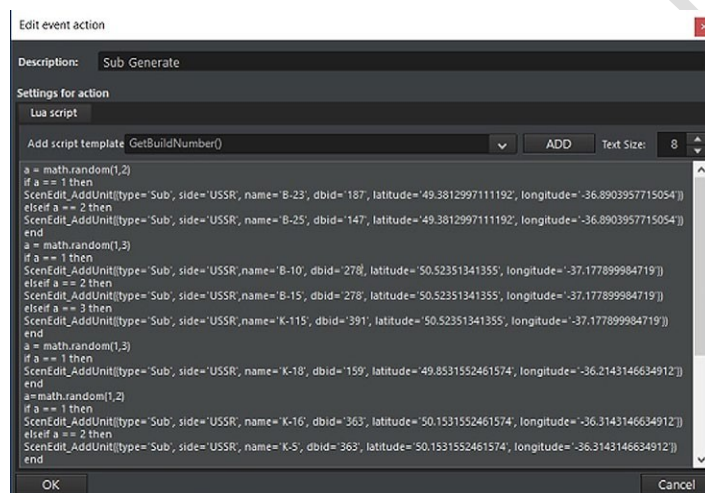 Edit event action
Description: Sub Generate
Settings for action
Lua script
Add script template GetBuildNumber() ADD Text Size: 8
a = math.random(1,2)
if a == 1 then
ScenEdit_AddUnit({type='Sub', side='USSR', name='B-23', dbid='187', latitude='49.3812997111192', longitude='-36.8903957715054'})
elseif a == 2 then
ScenEdit_AddUnit({type='Sub', side='USSR', name='B-25', dbid='147', latitude='49.3812997111192', longitude='-36.8903957715054'})
end
a = math.random(1,3)
if a == 1 then
ScenEdit_AddUnit({type='Sub', side='USSR',name='B-10', dbid='278', latitude='50.52351341355', longitude='-37.177899984719'})
elseif a == 2 then
ScenEdit_AddUnit({type='Sub', side='USSR',name='B-15', dbid='278', latitude='50.52351341355', longitude='-37.177899984719'})
elseif a == 3 then
ScenEdit_AddUnit({type='Sub', side='USSR',name='K-115', dbid='391', latitude='50.52351341355', longitude='-37.177899984719'})
end
a = math.random(1,3)
if a == 1 then
ScenEdit_AddUnit({type='Sub', side='USSR', name='K-18', dbid='159', latitude='49.8531552461574', longitude='-36.2143146634912'})
end
a=math.random(1,2)
if a == 1 then
ScenEdit_AddUnit({type='Sub', side='USSR', name='K-16', dbid='363', latitude='50.1531552461574', longitude='-36.3143146634912'})
elseif a == 2 then
ScenEdit_AddUnit({type='Sub', side='USSR', name='K-5', dbid='363', latitude='50.1531552461574', longitude='-36.3143146634912'})
end
OK Cancel